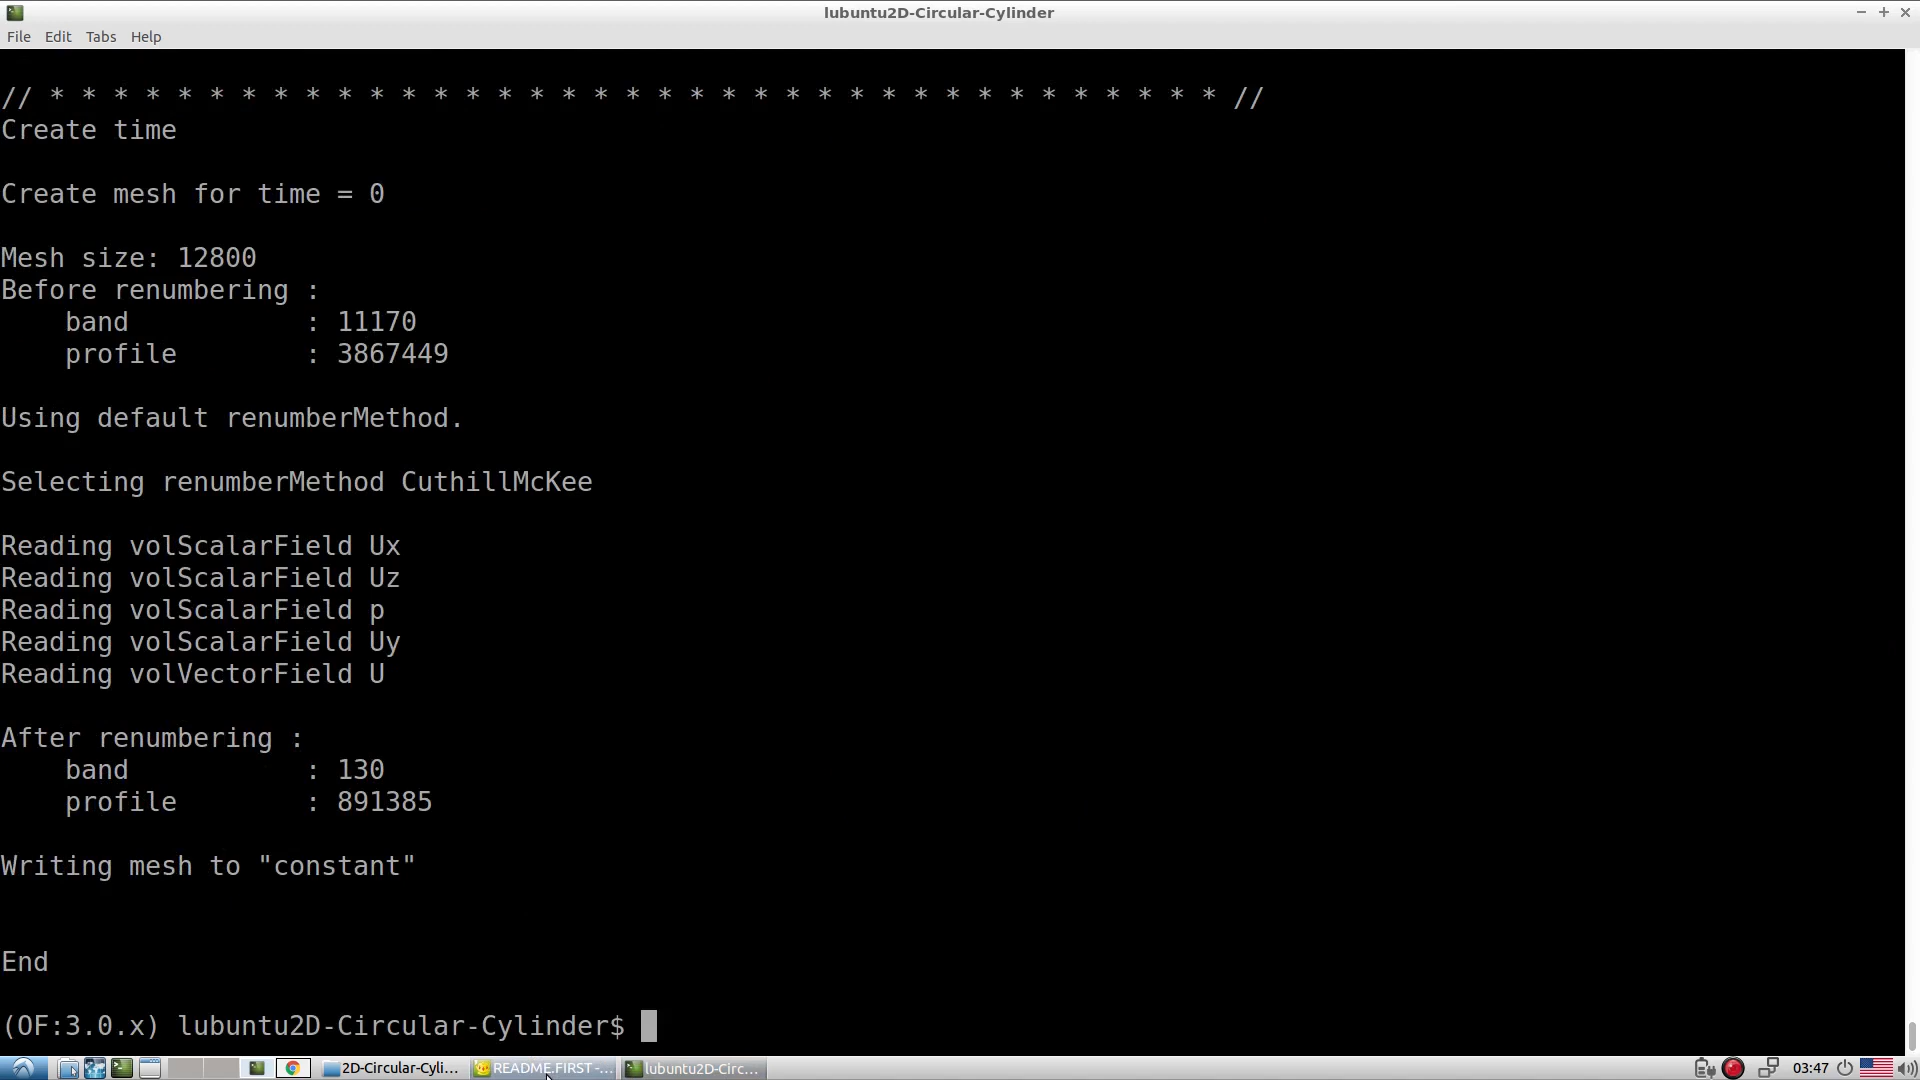 lubuntu2D-Circular-Cylinder
File Edit Tabs Help
// * * * * * * * * * * * * * * * * * * * * * * * * * * * * * * * * * * * * * //
Create time
Create mesh for time = 0
Mesh size: 12800
Before renumbering :
band : 11170
profile : 3867449
Using default renumberMethod.
Selecting renumberMethod CuthillMcKee
Reading volScalarField Ux
Reading volScalarField Uz
Reading volScalarField p
Reading volScalarField Uy
Reading volVectorField U
After renumbering :
band : 130
profile : 891385
Writing mesh to "constant"
End
(OF:3.0.x) lubuntu2D-Circular-Cylinder$
2D-Circular-Cyli... README.FIRST -... lubuntu2D-Circ... 03:47